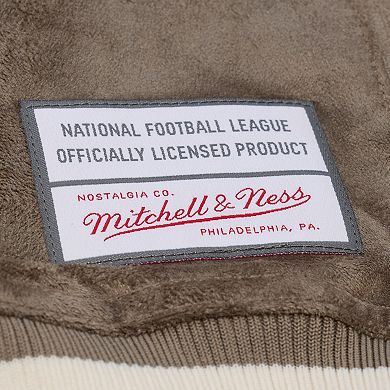 NATIONAL FOOTBALL LEAGUE
OFFICIALLY LICENSED PRODUCT
NOSTALGIA CO.
Mitchell & Ness
PHILADELPHIA, PA.